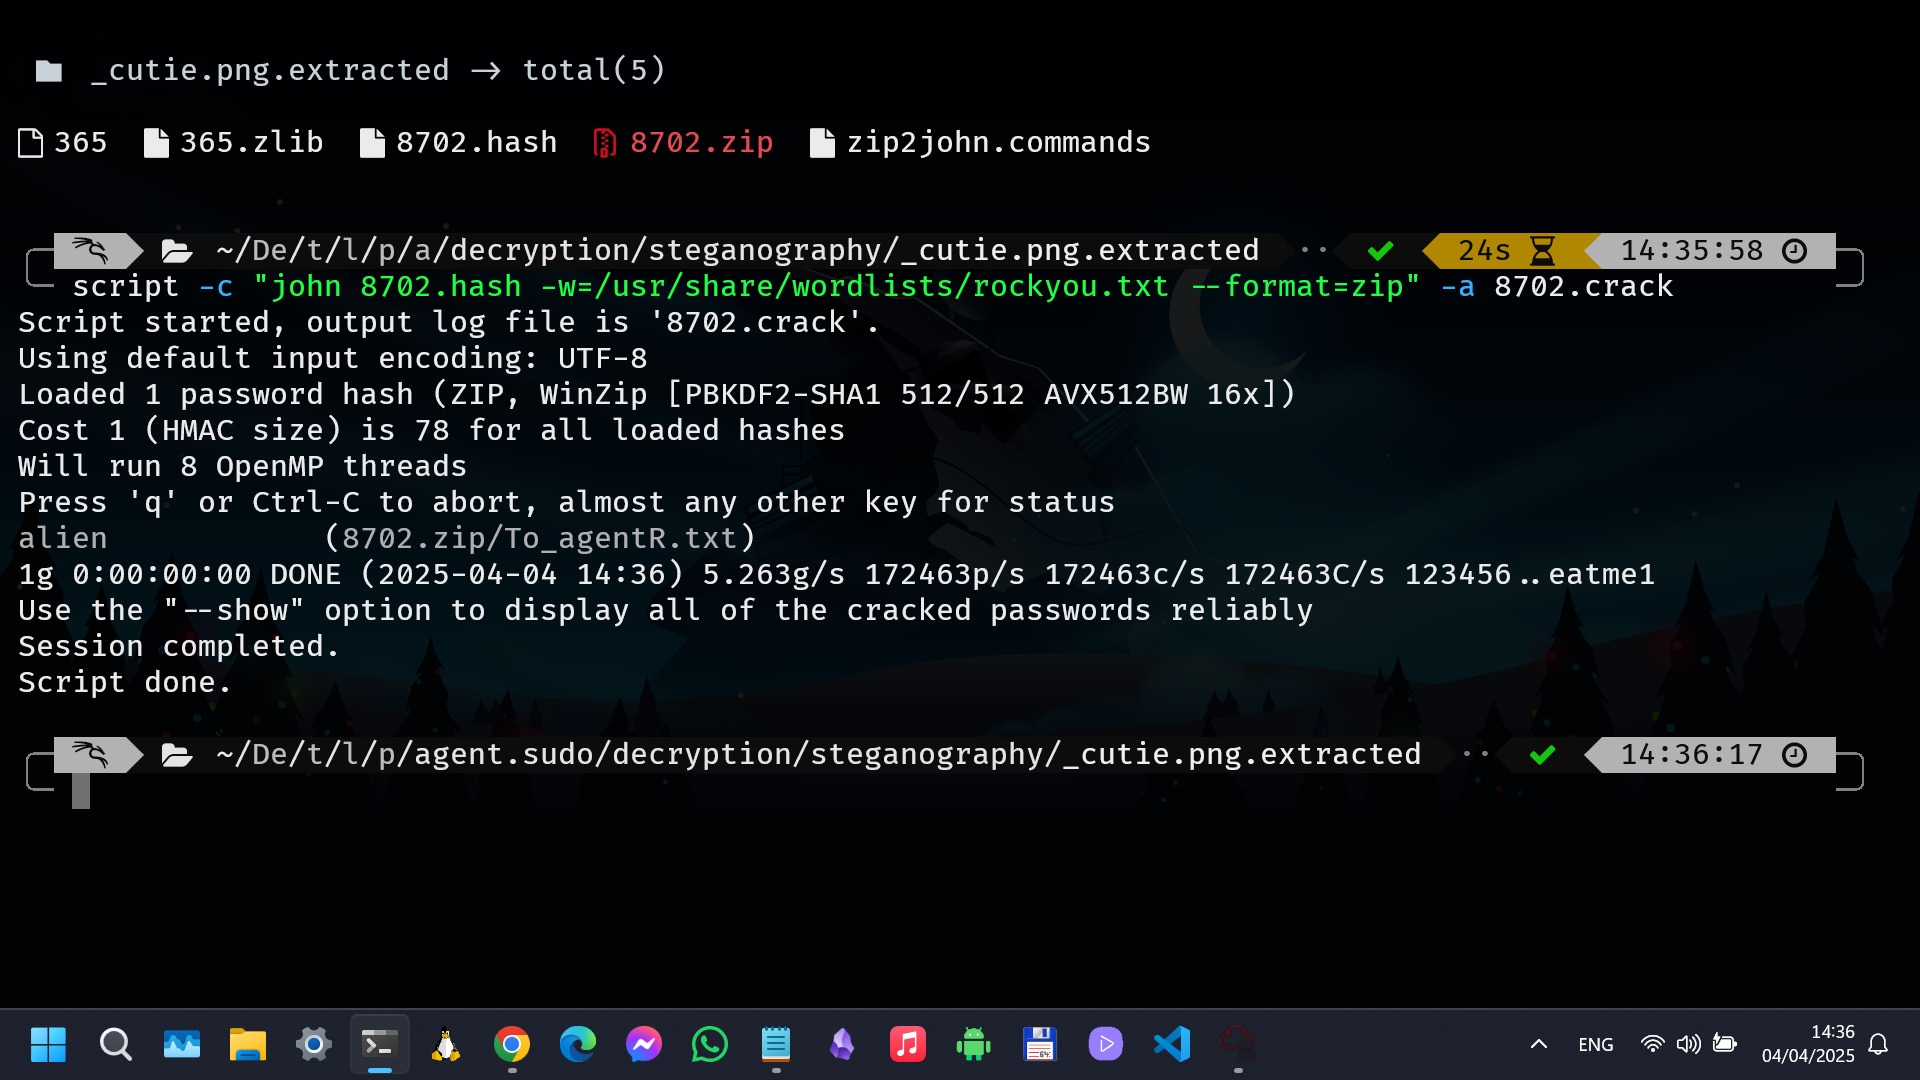 _cutie.png.extracted → total(5)
365 365.zlib 8702.hash 8702.zip zip2john.commands
~/De/t/l/p/a/decryption/steganography/_cutie.png.extracted ·· ✔ 24s 14:35:58
script -c "john 8702.hash -w=/usr/share/wordlists/rockyou.txt --format=zip" -a 8702.crack
Script started, output log file is '8702.crack'.
Using default input encoding: UTF-8
Loaded 1 password hash (ZIP, WinZip [PBKDF2-SHA1 512/512 AVX512BW 16x])
Cost 1 (HMAC size) is 78 for all loaded hashes
Will run 8 OpenMP threads
Press 'q' or Ctrl-C to abort, almost any other key for status
alien (8702.zip/To_agentR.txt)
1g 0:00:00:00 DONE (2025-04-04 14:36) 5.263g/s 172463p/s 172463c/s 172463C/s 123456..eatme1
Use the "--show" option to display all of the cracked passwords reliably
Session completed.
Script done.
~/De/t/l/p/agent.sudo/decryption/steganography/_cutie.png.extracted ·· ✔ 14:36:17
ENG
14:36
04/04/2025